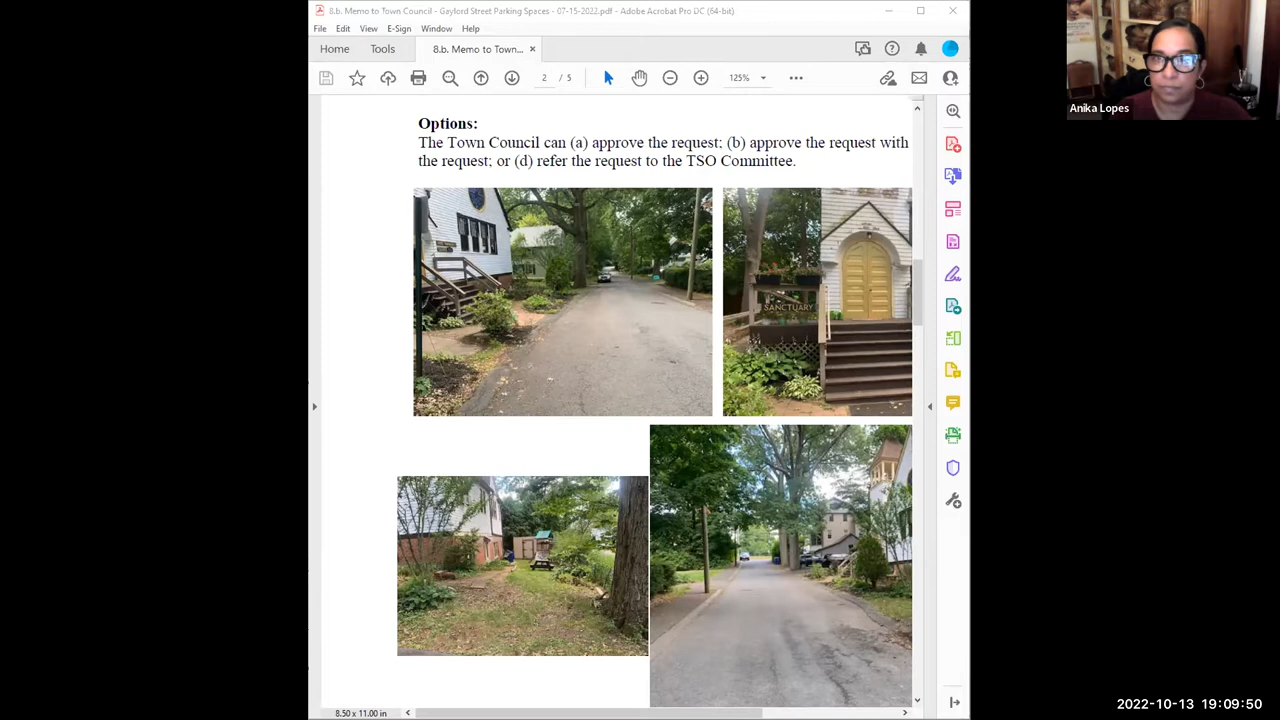 8.b. Memo to Town Council - Gaylord Street Parking Spaces - 07-15-2022.pdf - Adobe Acrobat Pro DC (64-bit)
File Edit View E-Sign Window Help
Home Tools 8.b. Memo to Town... ×
2 / 5 125%
Anika Lopes
Options:
The Town Council can (a) approve the request; (b) approve the request with
the request; or (d) refer the request to the TSO Committee.
SANCTUARY
8.50 x 11.00 in
2022-10-13 19:09:50